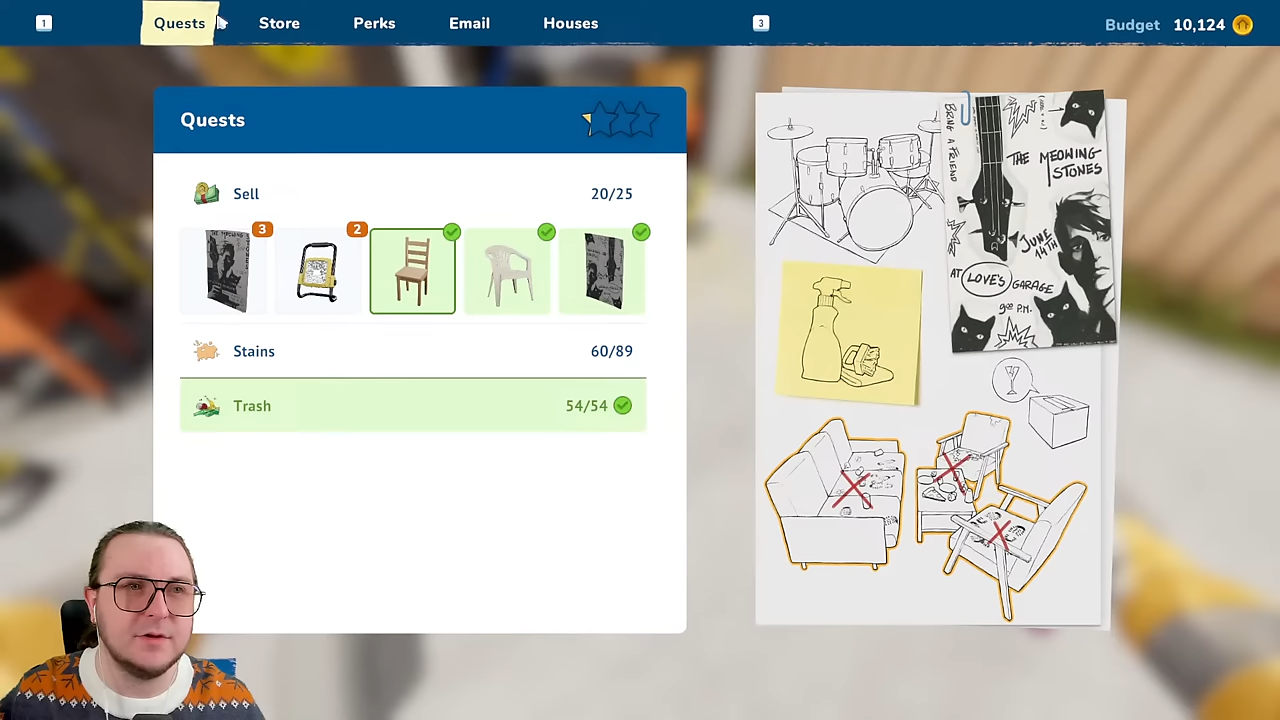 1
Quests
Store
Perks
Email
Houses
3
Budget 10,124
Quests
Sell
20/25
3
2
Stains
60/89
Trash
54/54
BRING A FRIEND
THE MEOWING
STONES
JUNE
14TH
AT LOVE'S
GARAGE
9:00 P.M.